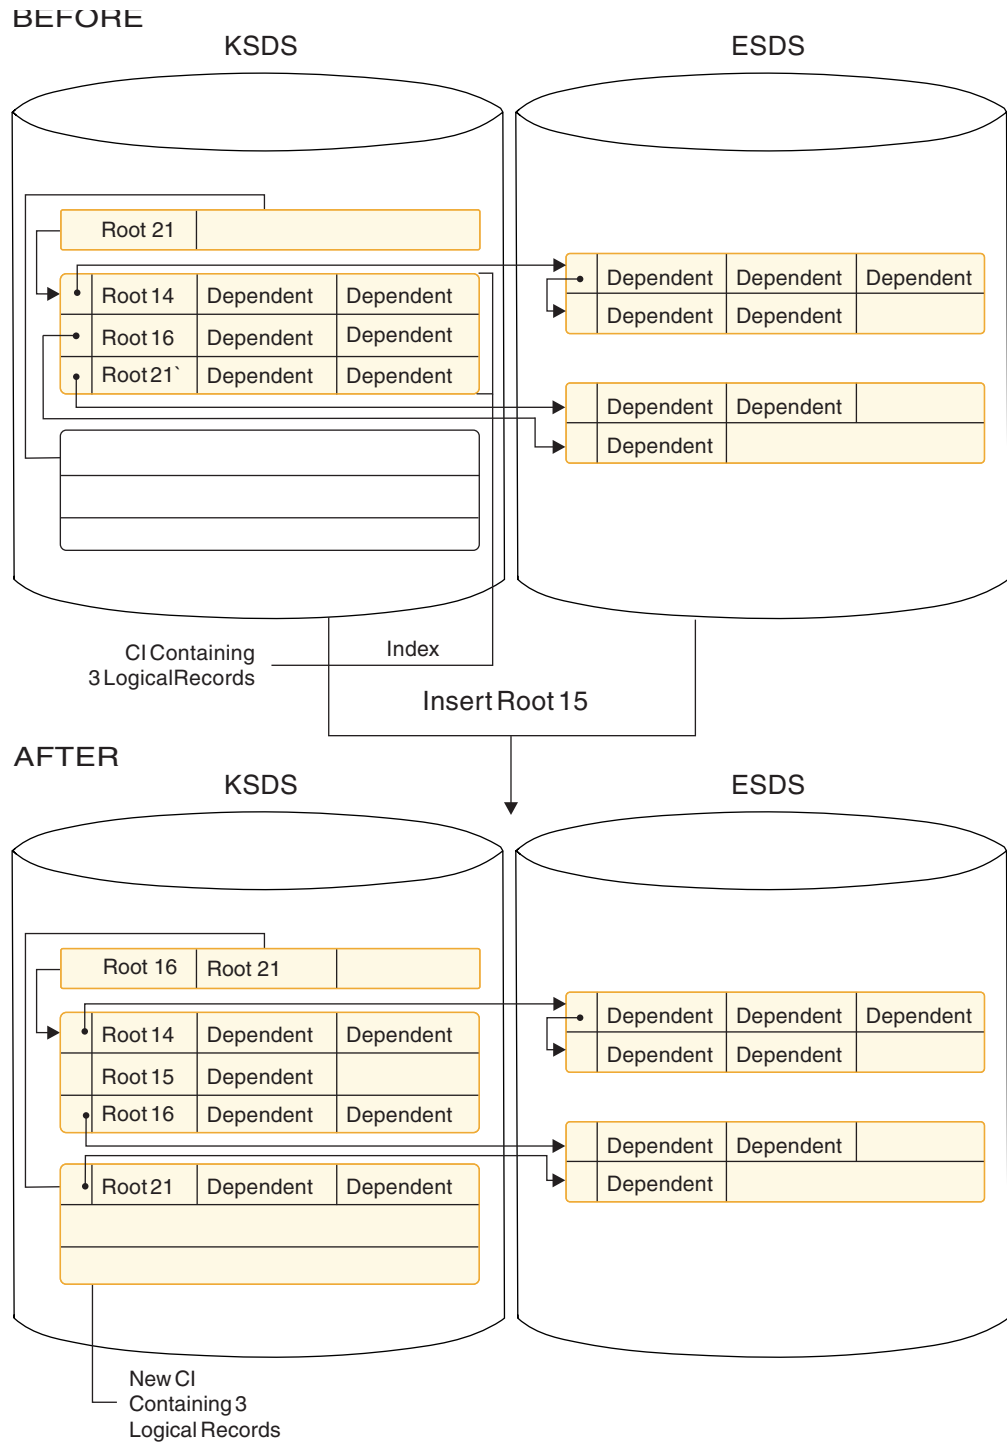 BEFORE
KSDS ESDS
Root 21
Root 14 Dependent Dependent
Root 16 Dependent Dependent
Root 21` Dependent Dependent
Dependent Dependent Dependent
Dependent Dependent
Dependent Dependent
Dependent
CI Containing
3 Logical Records
Index
Insert Root 15
AFTER
KSDS ESDS
Root 16 Root 21
Root 14 Dependent Dependent
Root 15 Dependent
Root 16 Dependent Dependent
Root 21 Dependent Dependent
Dependent Dependent Dependent
Dependent Dependent
Dependent Dependent
Dependent
New CI
Containing 3
Logical Records